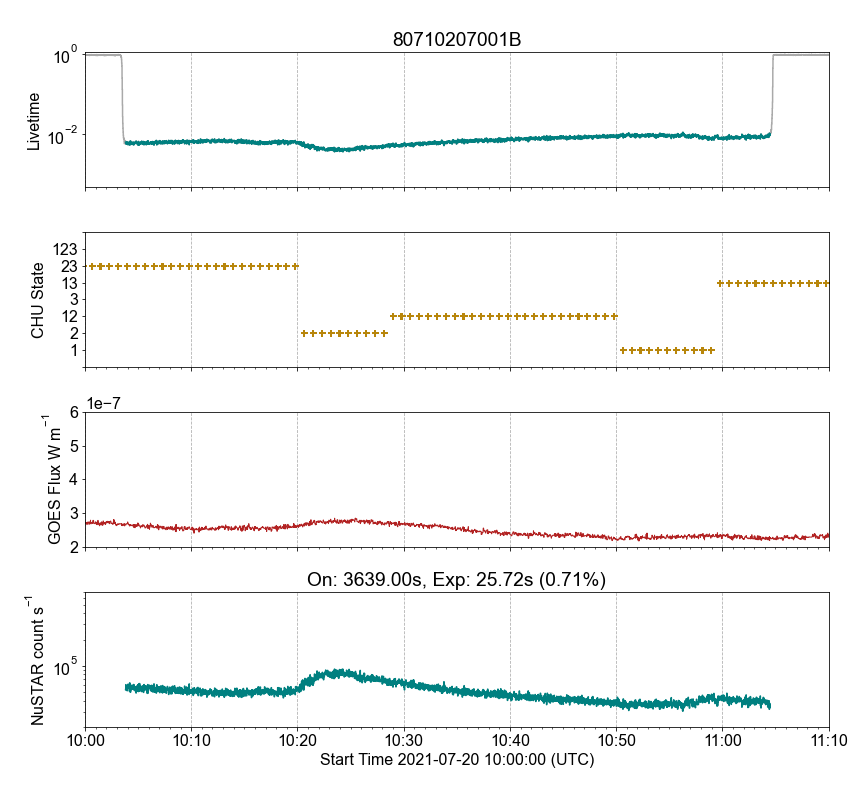 80710207001B
10^0
10^−2
Livetime
123
23
13
3
12
2
1
CHU State
1e−7
6
5
4
3
2
GOES Flux W m^−1
On: 3639.00s, Exp: 25.72s (0.71%)
10^5
NuSTAR count s^−1
10:00 10:10 10:20 10:30 10:40 10:50 11:00 11:10
Start Time 2021-07-20 10:00:00 (UTC)